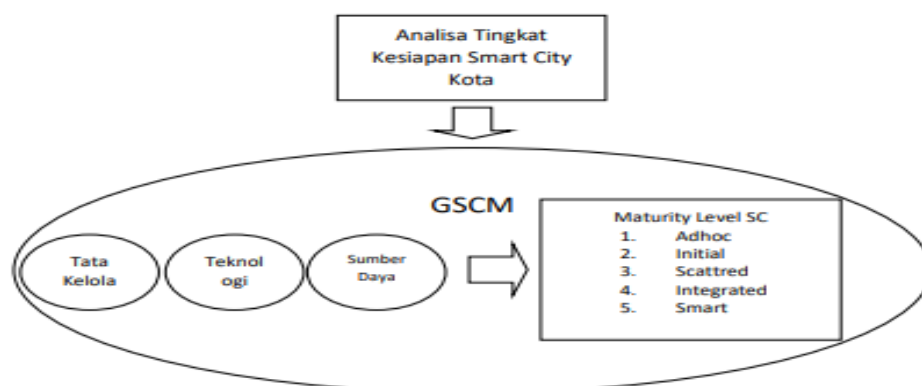 Analisa Tingkat
Kesiapan Smart City
Kota
GSCM
Tata
Kelola
Teknol
ogi
Sumber
Daya
Maturity Level SC
1. Adhoc
2. Initial
3. Scattred
4. Integrated
5. Smart